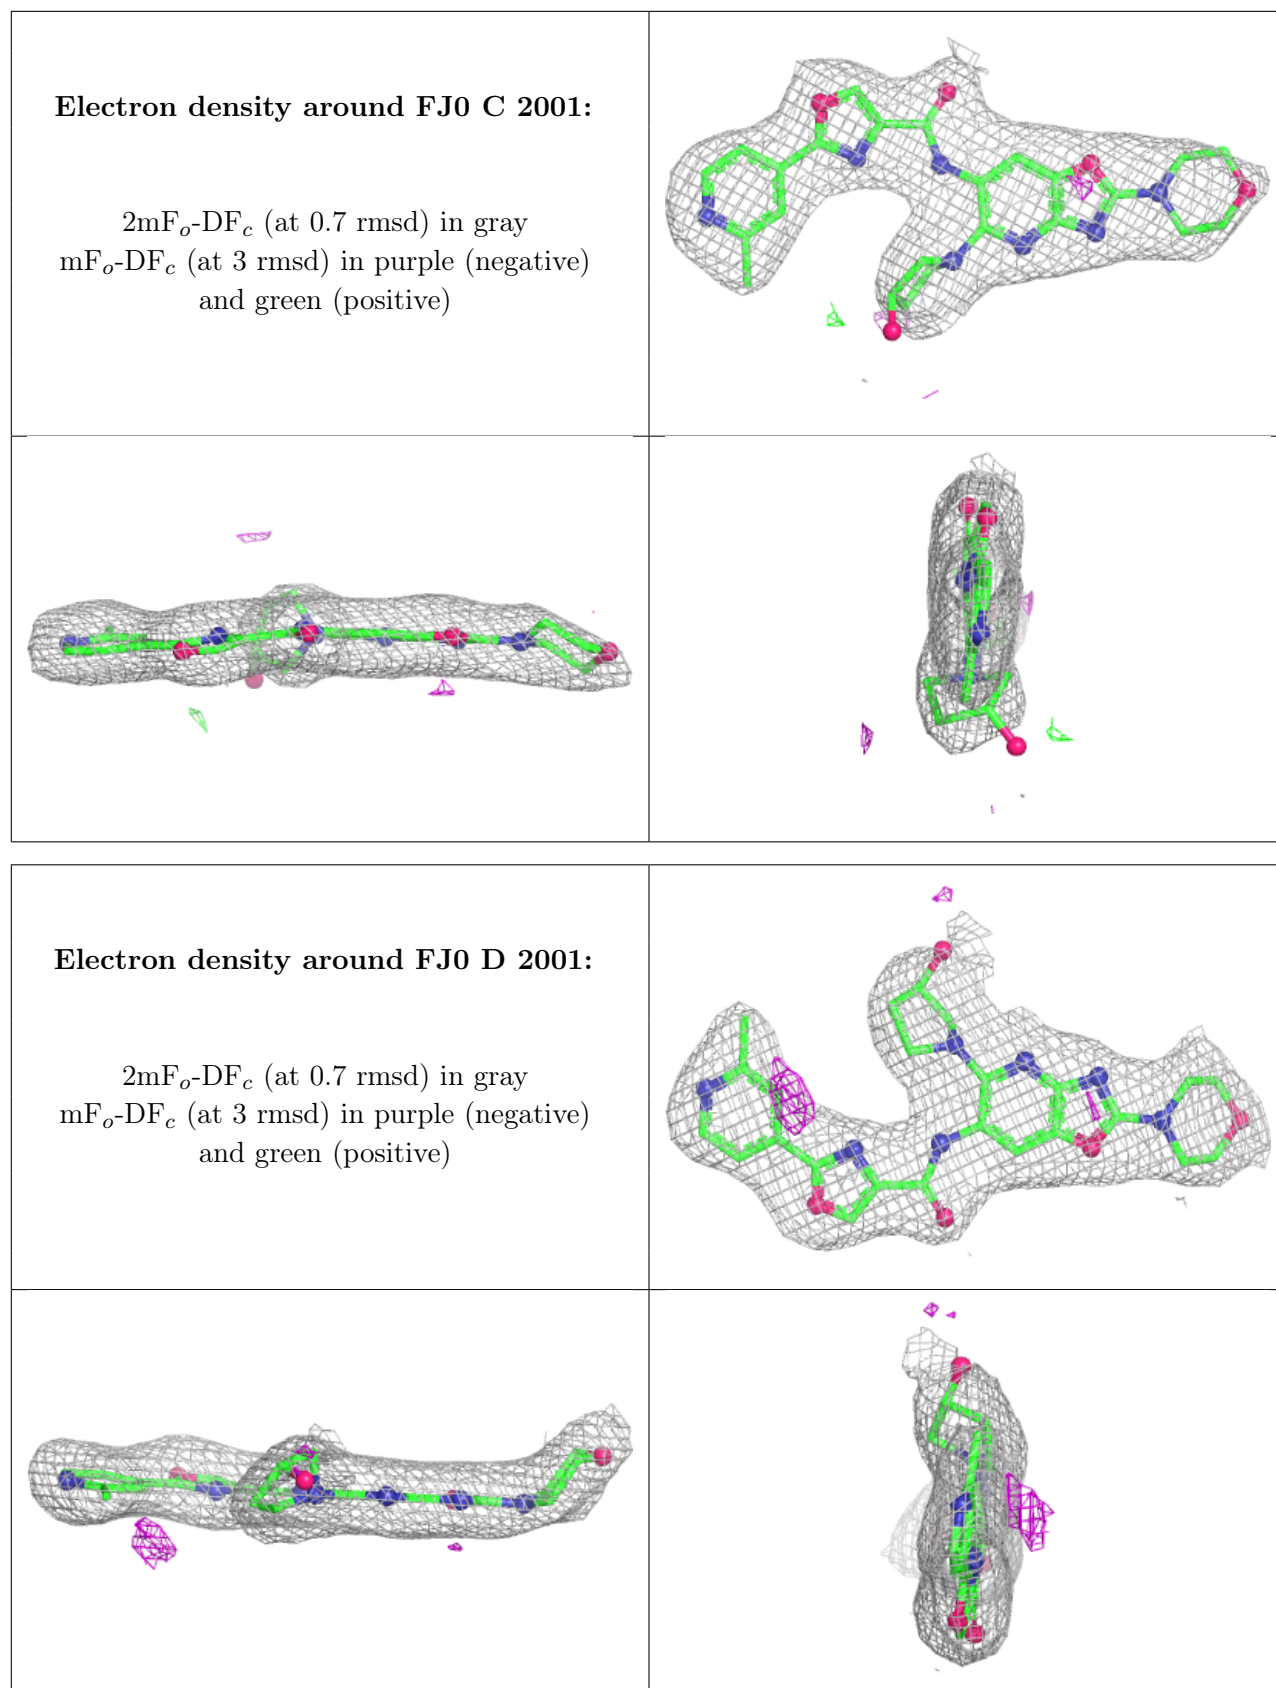 Electron density around FJ0 C 2001:
2mFo-DFc (at 0.7 rmsd) in gray
mFo-DFc (at 3 rmsd) in purple (negative)
and green (positive)
Electron density around FJ0 D 2001:
2mFo-DFc (at 0.7 rmsd) in gray
mFo-DFc (at 3 rmsd) in purple (negative)
and green (positive)